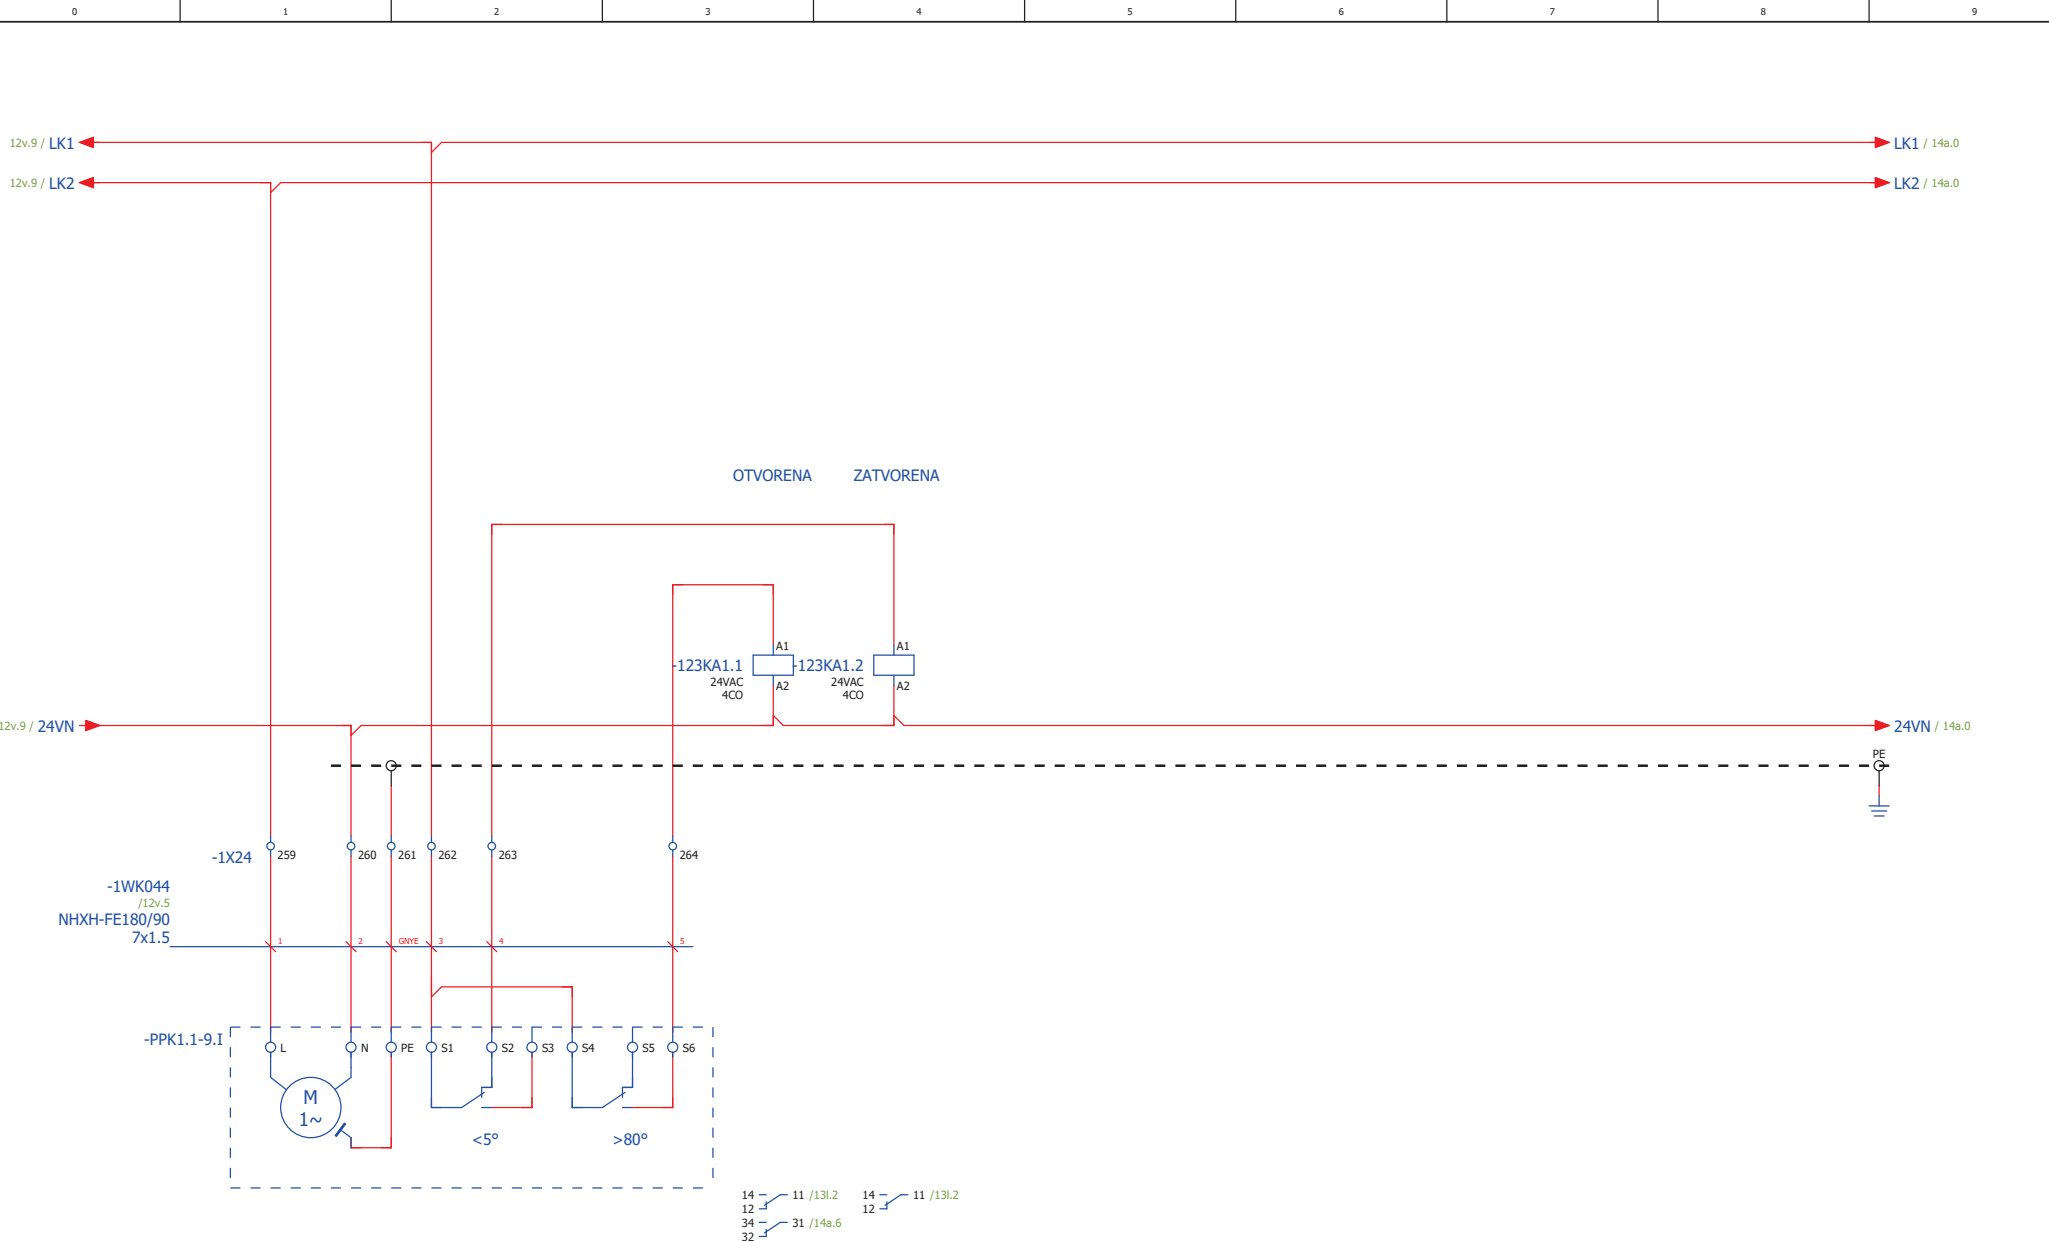 0 1 2 3 4 5 6 7 8 9
12v.9 / LK1
LK1 / 14a.0
12v.9 / LK2
LK2 / 14a.0
OTVORENA ZATVORENA
A1 A1
-123KA1.1 -123KA1.2
24VAC 24VAC
4CO 4CO
A2 A2
12v.9 / 24VN
24VN / 14a.0
PE
-1X24 259 260 261 262 263 264
-1WK044
/12v.5
NHXH-FE180/90
7x1.5
1 2 GNYE 3 4 5
-PPK1.1-9.I
L N PE S1 S2 S3 S4 S5 S6
M
1~
<5° >80°
14 11 /13l.2 14 11 /13l.2
12 12
34 31 /14a.6
32